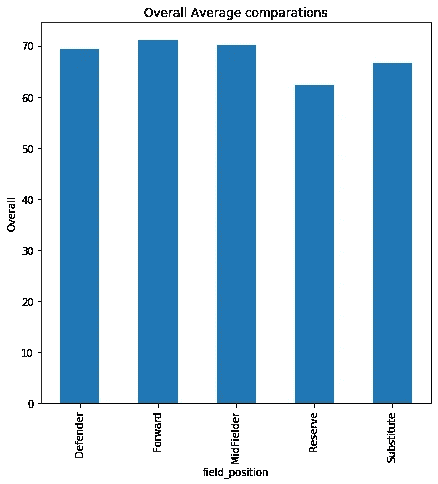 Overall Average comparations
70
60
50
40
30
20
10
0
Overall
Defender
Forward
MidFielder
Reserve
Substitute
field_position